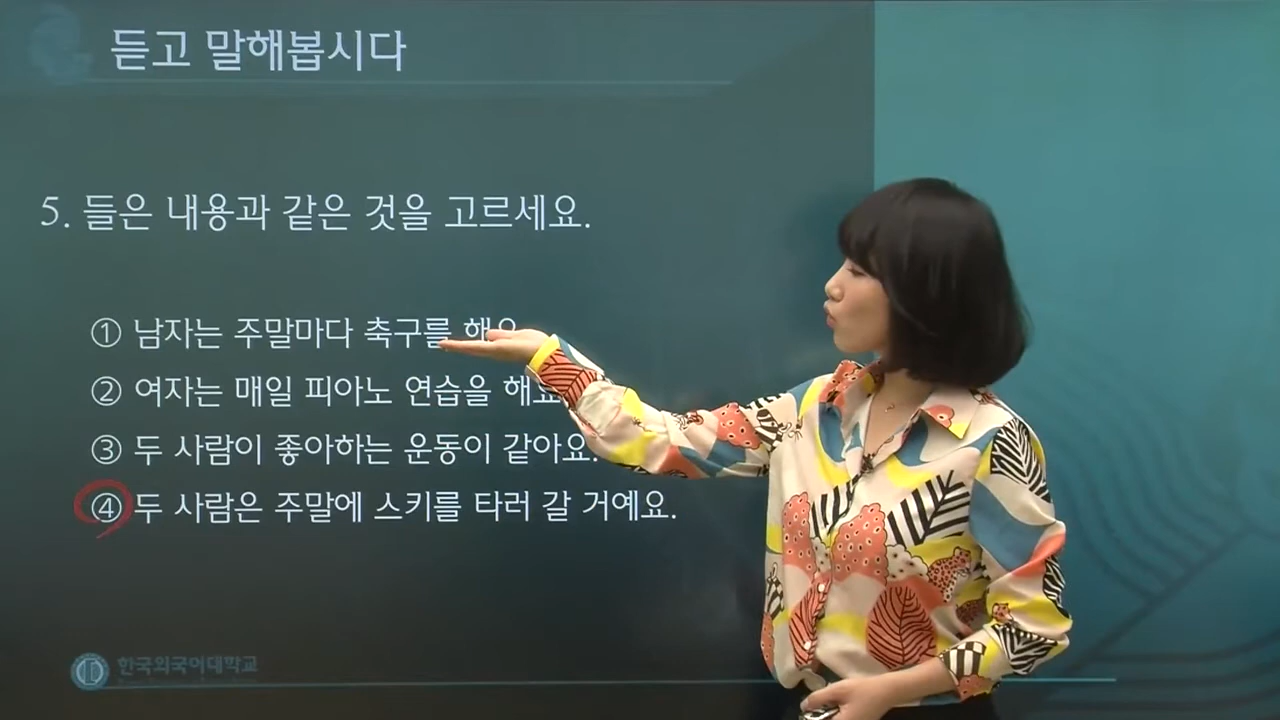 듣고 말해봅시다
5. 들은 내용과 같은 것을 고르세요.
① 남자는 주말마다 축구를 해요
② 여자는 매일 피아노 연습을 해요
③ 두 사람이 좋아하는 운동이 같아요.
④ 두 사람은 주말에 스키를 타러 갈 거예요.
한국외국어대학교